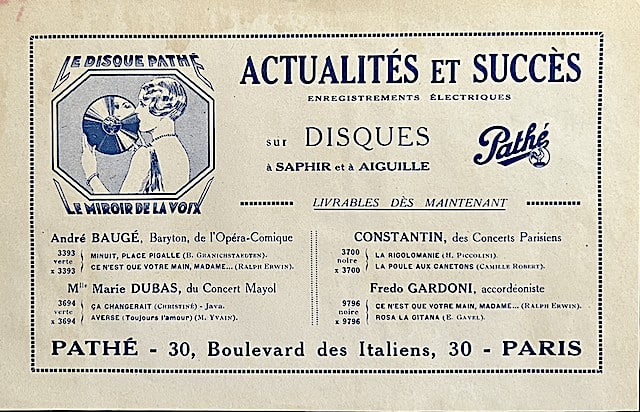 LE DISQUE PATHÉ
LE MIROIR DE LA VOIX
ACTUALITÉS ET SUCCÈS
ENREGISTREMENTS ÉLECTRIQUES
sur DISQUES
à SAPHIR et à AIGUILLE
Pathé
LIVRABLES DÈS MAINTENANT
André BAUGÉ, Baryton, de l'Opéra-Comique
3393
verte
x 3393
MINUIT, PLACE PIGALLE (B. GRANICHSTAEDTEN).
CE N'EST QUE VOTRE MAIN, MADAME... (RALPH ERWIN).
Mlle Marie DUBAS, du Concert Mayol
3694
verte
x 3694
ÇA CHANGERAIT (CHRISTINÉ) - Java.
AVERSE (Toujours l'amour) (M. YVAIN).
CONSTANTIN, des Concerts Parisiens
3700
noire
x 3700
LA RIGOLOMANIE (H. PICCOLINI).
LA POULE AUX CANETONS (CAMILLE ROBERT).
Fredo GARDONI, accordéoniste
9796
noire
x 9796
CE N'EST QUE VOTRE MAIN, MADAME... (RALPH ERWIN).
ROSA LA GITANA (E. GAVEL).
PATHÉ - 30, Boulevard des Italiens, 30 - PARIS